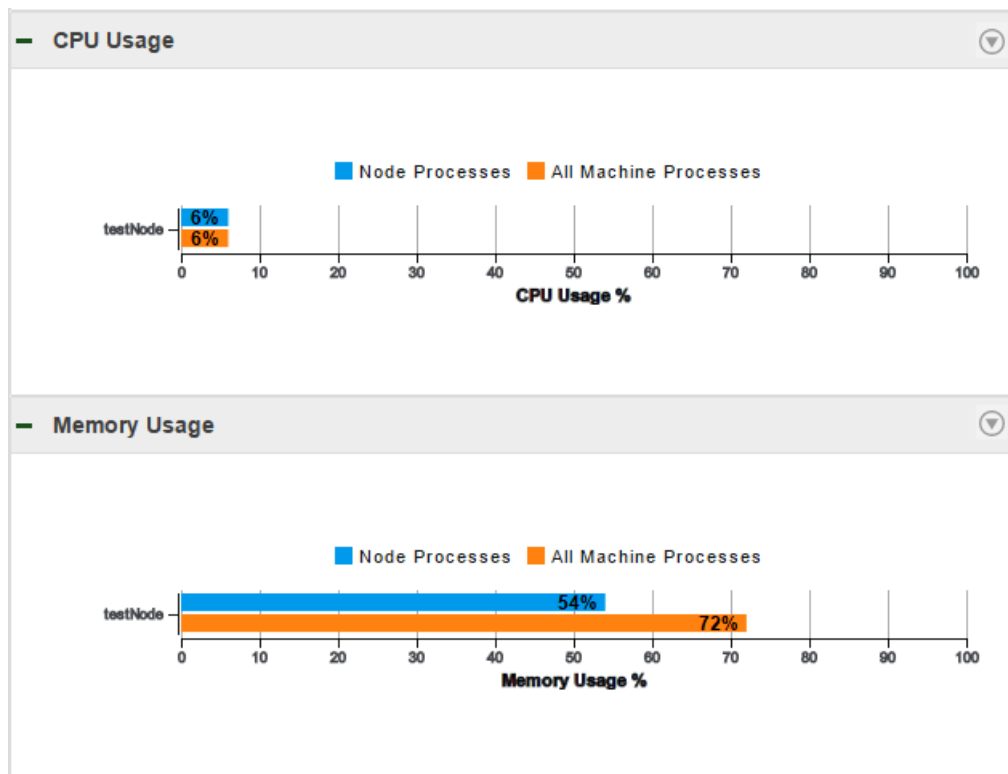 CPU Usage
Node Processes All Machine Processes
6%
testNode
6%
0 10 20 30 40 50 60 70 80 90 100
CPU Usage %
Memory Usage
Node Processes All Machine Processes
54%
testNode
72%
0 10 20 30 40 50 60 70 80 90 100
Memory Usage %